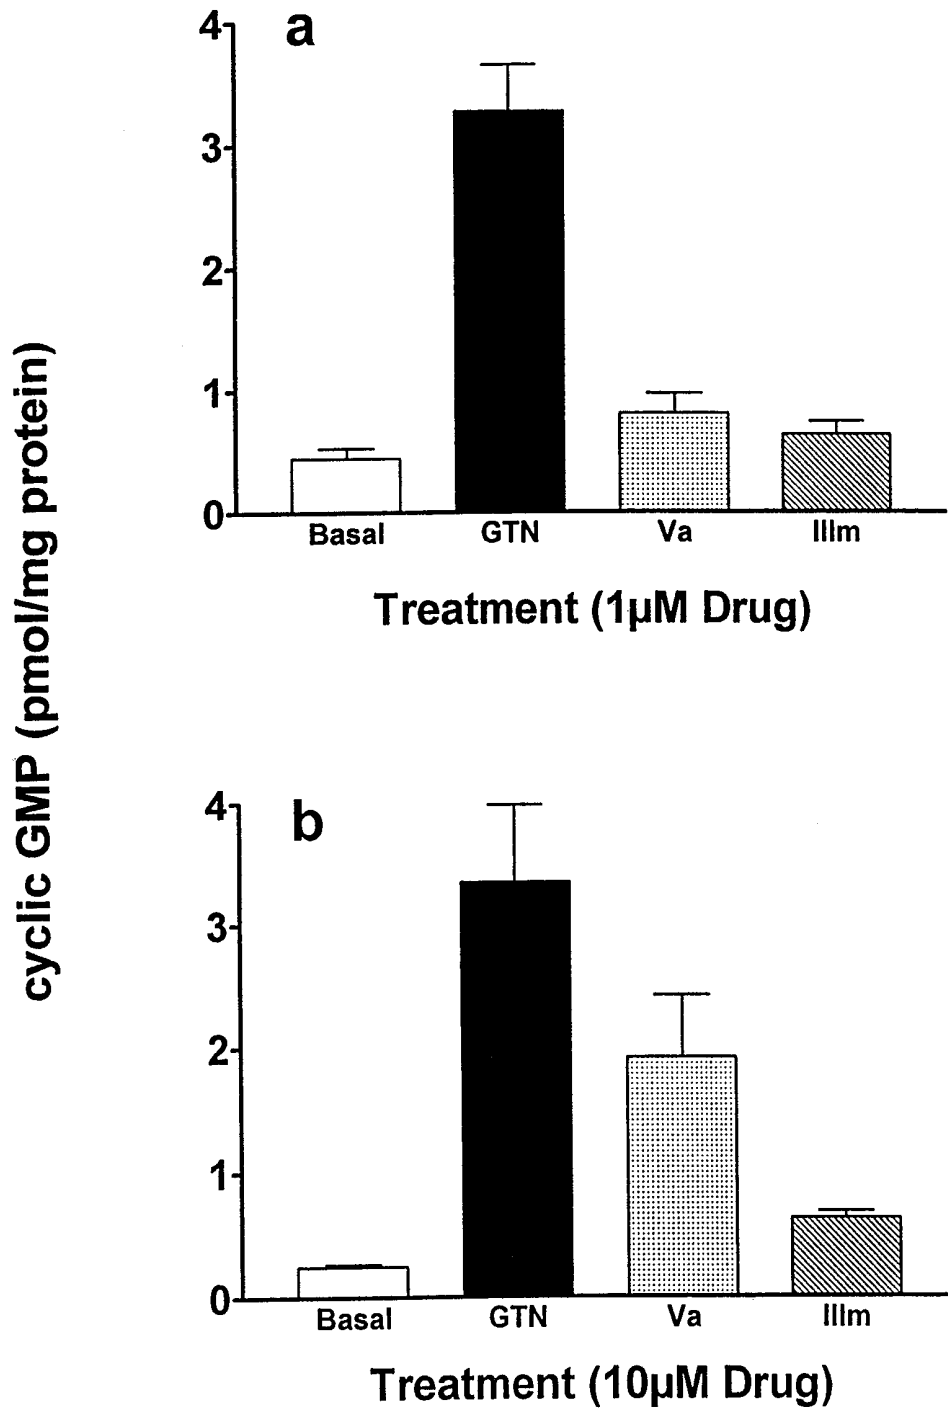 cyclic GMP (pmol/mg protein)
a
4
3
2
1
0
Basal GTN Va IIIm
Treatment (1µM Drug)
b
4
3
2
1
0
Basal GTN Va IIIm
Treatment (10µM Drug)